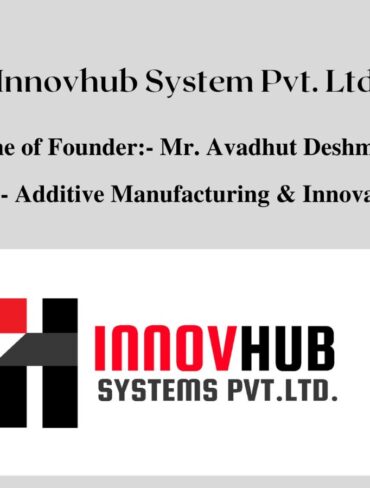 Innovhub System Pvt. Ltd
of Founder:- Mr. Avadhut
- Additive Manufacturing &
INNOVHUB
SYSTEMS PVT.LTD.